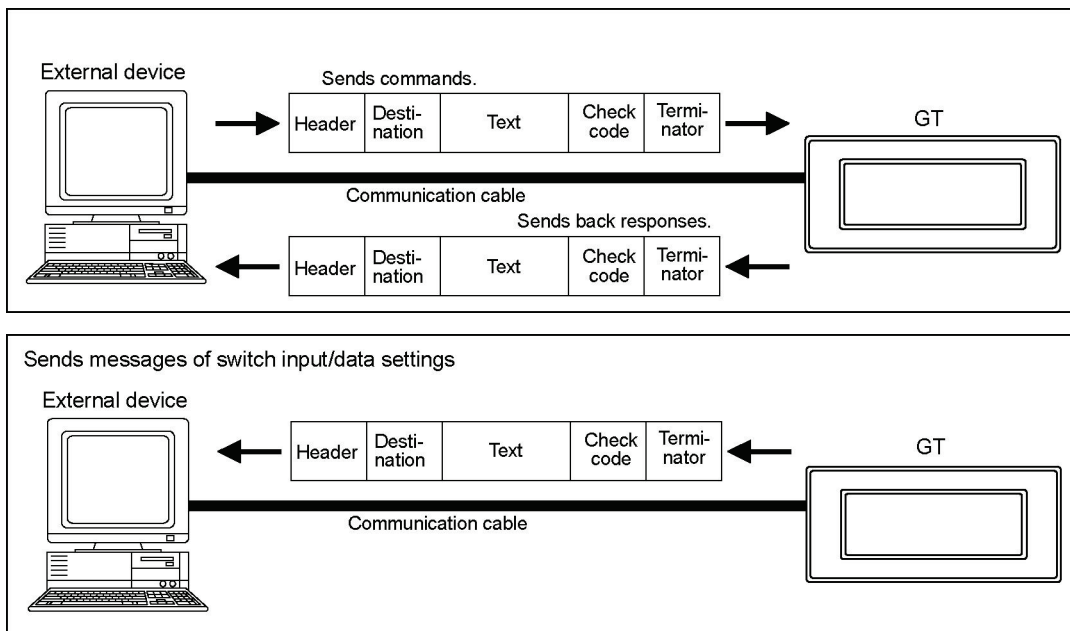 External device
Sends commands.
Header
Desti-
nation
Text
Check
code
Termi-
nator
GT
Communication cable
Sends back responses.
Header
Desti-
nation
Text
Check
code
Termi-
nator
Sends messages of switch input/data settings
External device
Header
Desti-
nation
Text
Check
code
Termi-
nator
GT
Communication cable